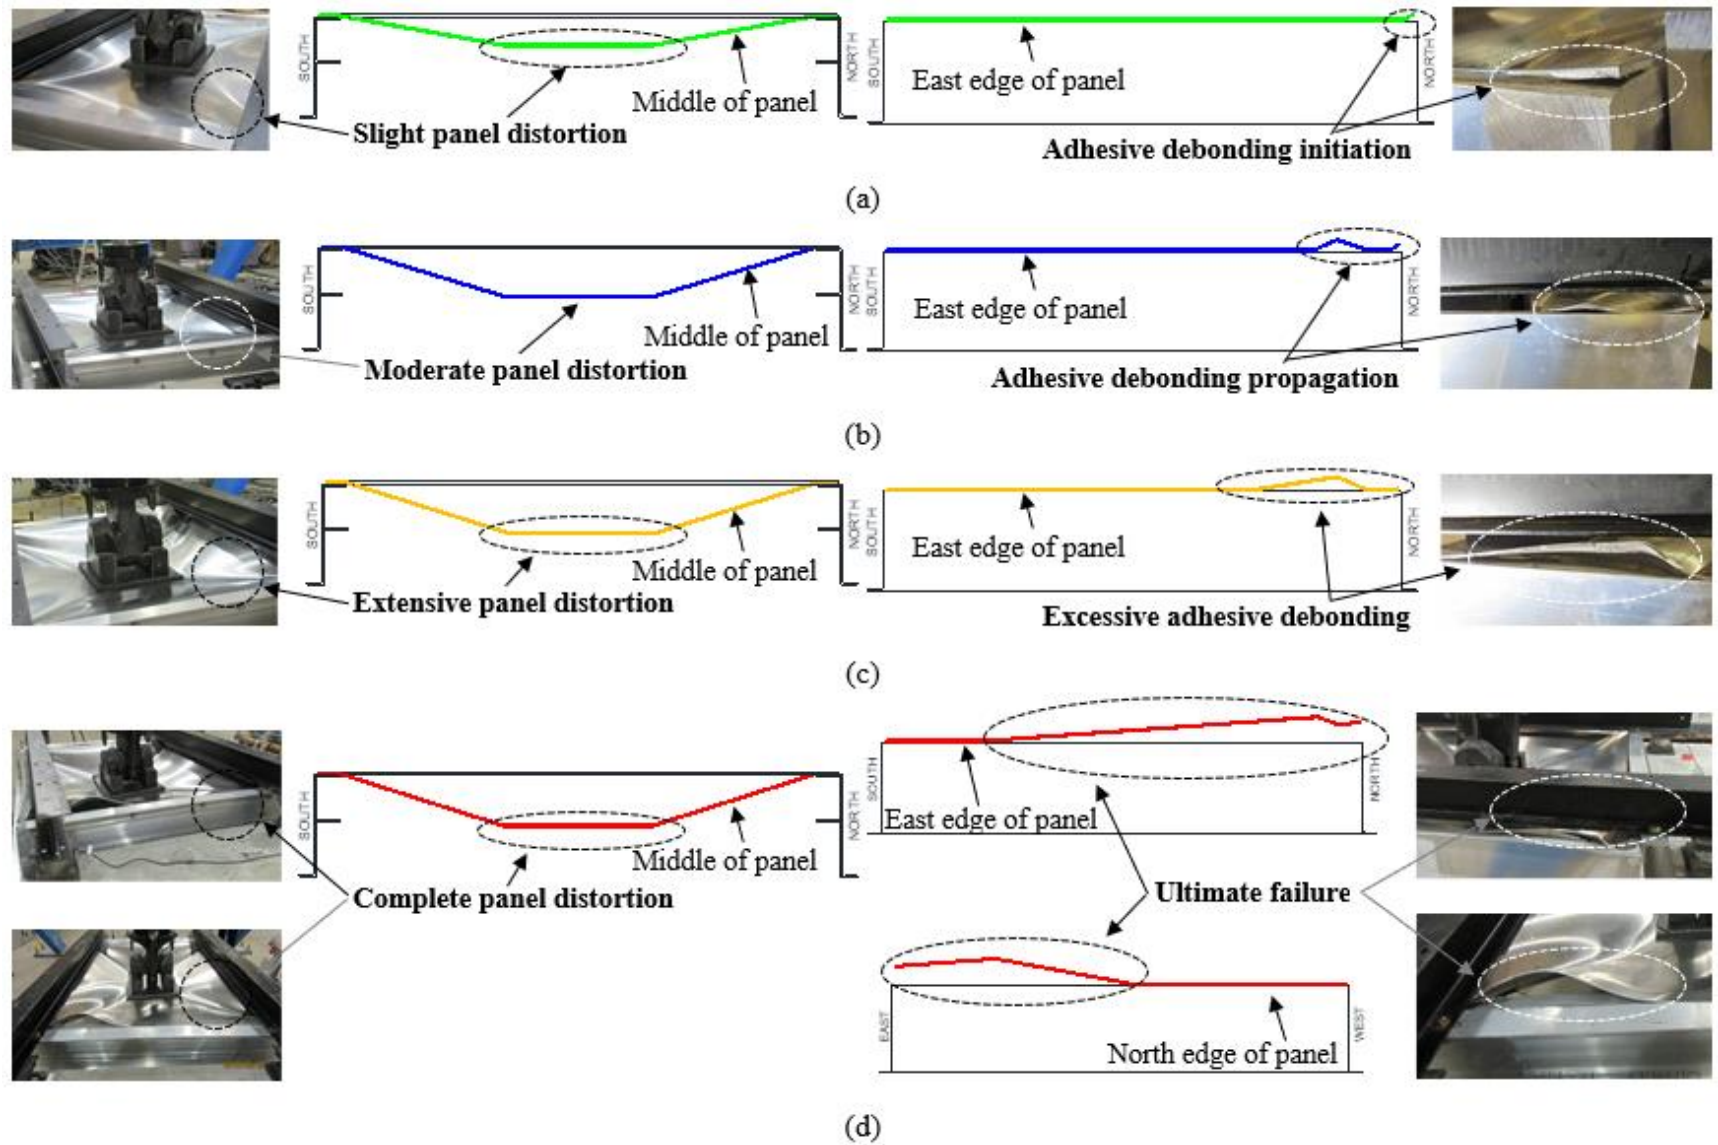 SOUTH
Middle of panel
NORTH
Slight panel distortion
SOUTH
East edge of panel
NORTH
Adhesive debonding initiation
(a)
SOUTH
Middle of panel
NORTH
Moderate panel distortion
SOUTH
East edge of panel
NORTH
Adhesive debonding propagation
(b)
SOUTH
Middle of panel
NORTH
Extensive panel distortion
SOUTH
East edge of panel
NORTH
Excessive adhesive debonding
(c)
SOUTH
Middle of panel
NORTH
Complete panel distortion
SOUTH
East edge of panel
NORTH
Ultimate failure
EAST
North edge of panel
WEST
(d)